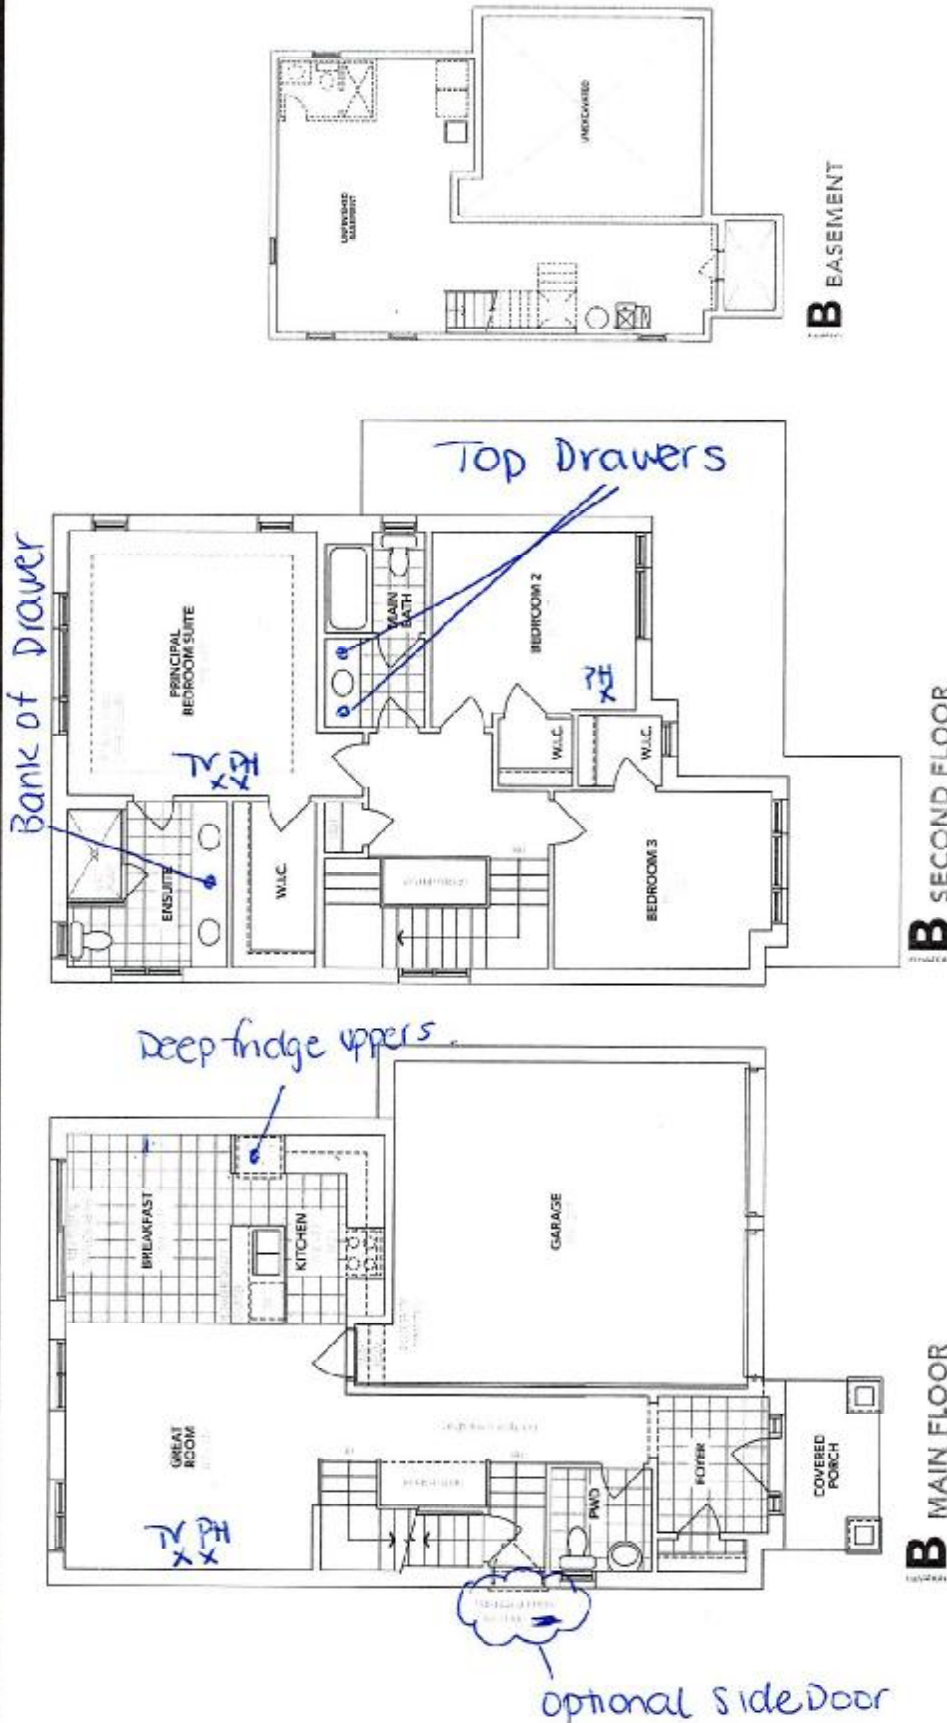 UNFINISHED
BASEMENT
UNEXCAVATED
B BASEMENT
Bank of Drawer
Top Drawers
PRINCIPAL
BEDROOM SUITE
TV
PH
ENSUITE
W.I.C.
MAIN
BATH
BEDROOM 2
PH
W.I.C.
W.I.C.
BEDROOM 3
B SECOND FLOOR
Deep fridge uppers.
BREAKFAST
KITCHEN
GREAT
ROOM
TV
PH
GARAGE
PWD
FOYER
COVERED
PORCH
optional Side Door
B MAIN FLOOR